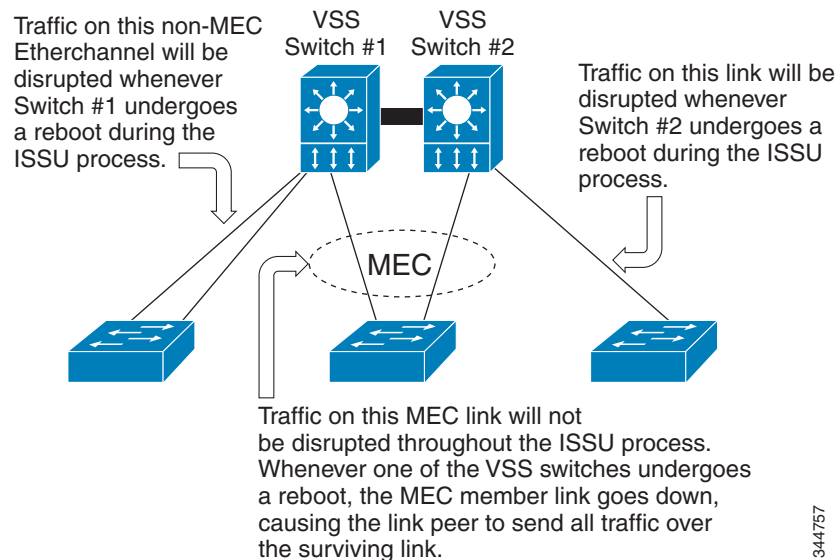 Traffic on this non-MEC
Etherchannel will be
disrupted whenever
Switch #1 undergoes
a reboot during the
ISSU process.
VSS
Switch #1
VSS
Switch #2
Traffic on this link will be
disrupted whenever
Switch #2 undergoes a
reboot during the ISSU
process.
MEC
Traffic on this MEC link will not
be disrupted throughout the ISSU process.
Whenever one of the VSS switches undergoes
a reboot, the MEC member link goes down,
causing the link peer to send all traffic over
the surviving link.
344757